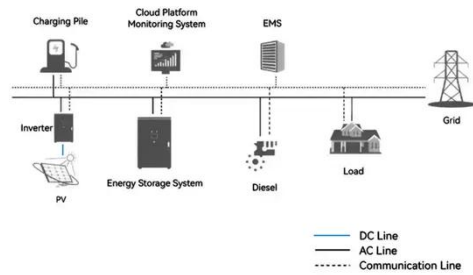 Charging Pile
Cloud Platform
Monitoring System
EMS
Grid
Inverter
PV
Energy Storage System
Diesel
Load
DC Line
AC Line
Communication Line